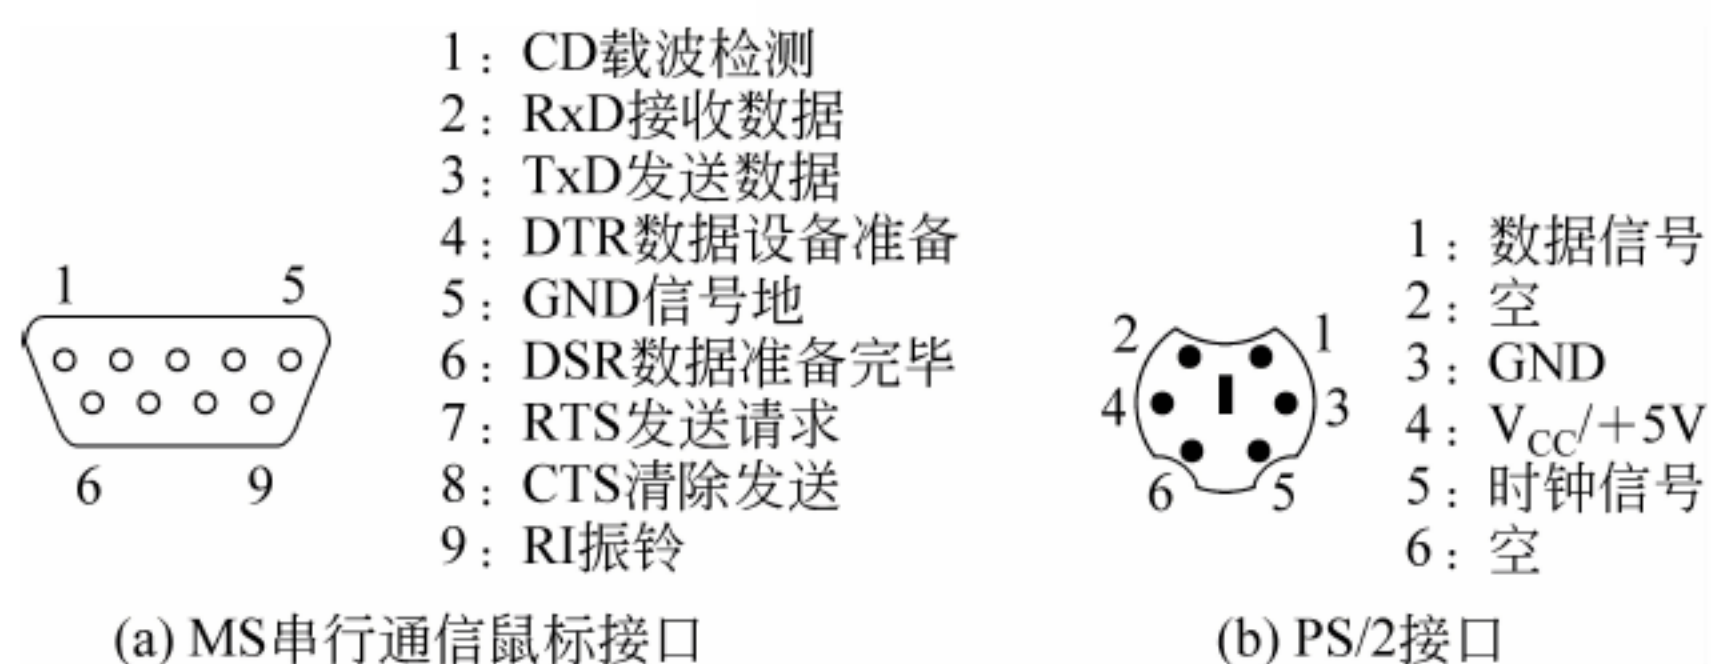 1：CD载波检测
2：RxD接收数据
3：TxD发送数据
4：DTR数据设备准备
5：GND信号地
6：DSR数据准备完毕
7：RTS发送请求
8：CTS清除发送
9：RI振铃
1 5
6 9
(a) MS串行通信鼠标接口
2 1
4 3
6 5
1：数据信号
2：空
3：GND
4：V_CC/+5V
5：时钟信号
6：空
(b) PS/2接口